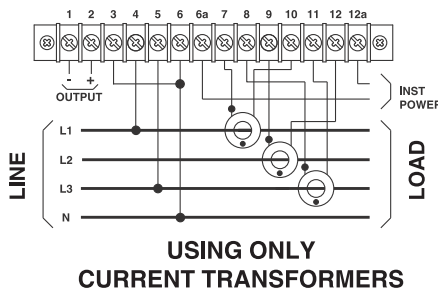 1 2 3 4 5 6 6a 7 8 9 10 11 12 12a
- +
OUTPUT
INST
POWER
L1
L2
L3
N
LINE
LOAD
USING ONLY
CURRENT TRANSFORMERS